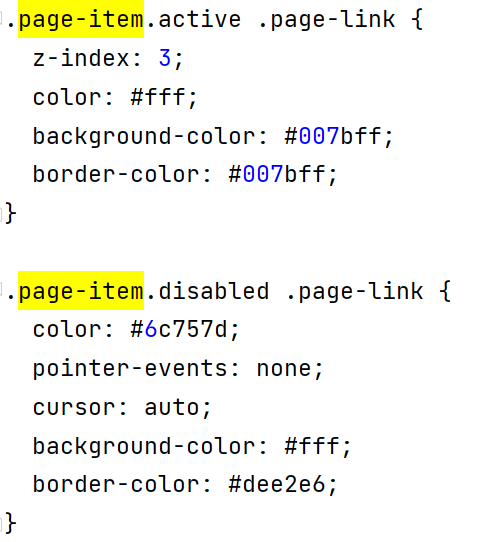 .page-item.active .page-link {
  z-index: 3;
  color: #fff;
  background-color: #007bff;
  border-color: #007bff;
}

.page-item.disabled .page-link {
  color: #6c757d;
  pointer-events: none;
  cursor: auto;
  background-color: #fff;
  border-color: #dee2e6;
}